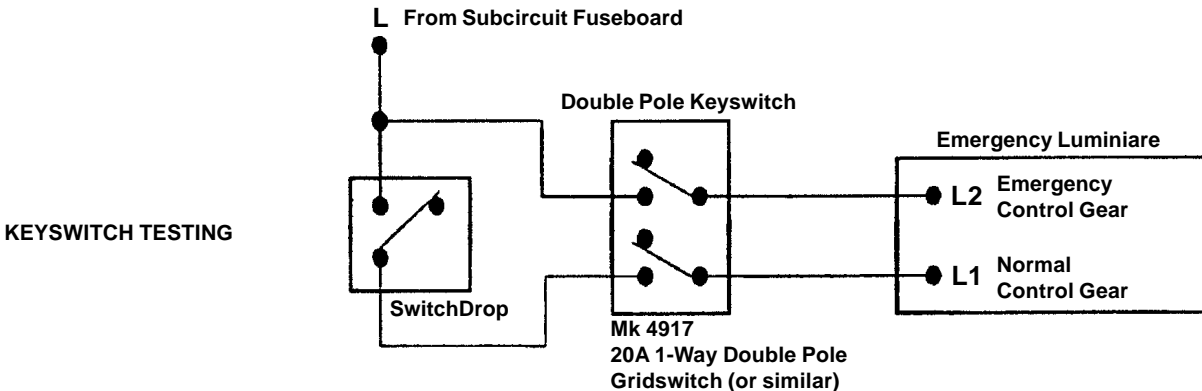 L From Subcircuit Fuseboard
Double Pole Keyswitch
Emergency Luminiare
L2 Emergency
Control Gear
KEYSWITCH TESTING
L1 Normal
Control Gear
SwitchDrop
Mk 4917
20A 1-Way Double Pole
Gridswitch (or similar)